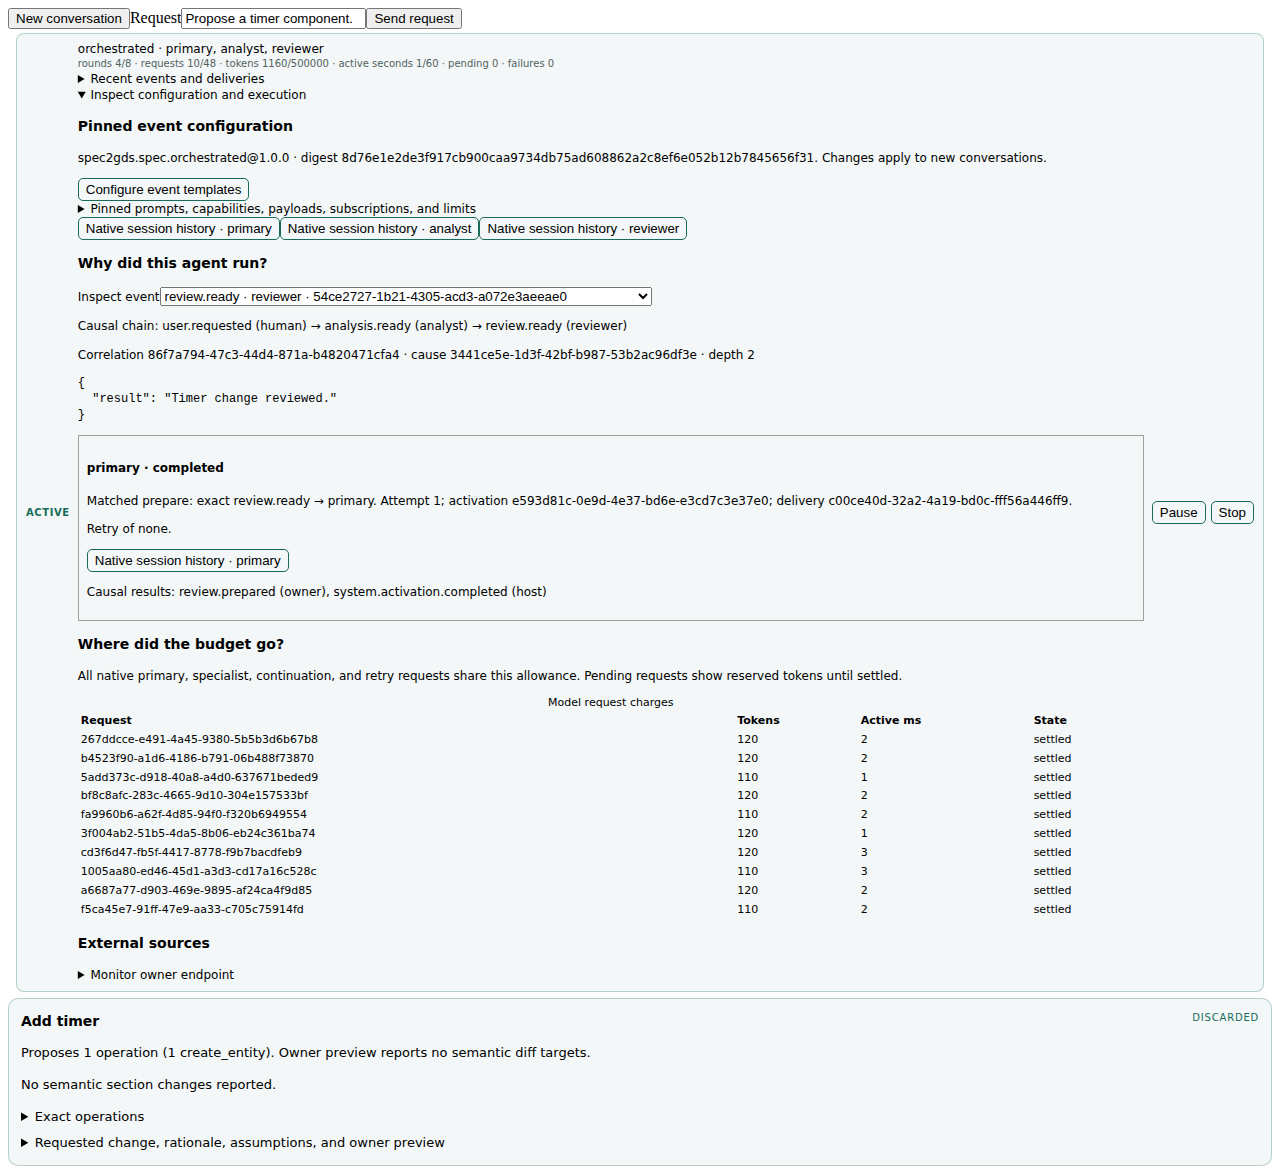 New conversation Request Propose a timer component. Send request
orchestrated · primary, analyst, reviewer
rounds 4/8 · requests 10/48 · tokens 1160/500000 · active seconds 1/60 · pending 0 · failures 0
Recent events and deliveries
Inspect configuration and execution
Pinned event configuration
spec2gds.spec.orchestrated@1.0.0 · digest 8d76e1e2de3f917cb900caa9734db75ad608862a2c8ef6e052b12b7845656f31. Changes apply to new conversations.
Configure event templates
Pinned prompts, capabilities, payloads, subscriptions, and limits
Native session history · primary Native session history · analyst Native session history · reviewer
Why did this agent run?
Inspect event review.ready · reviewer · 54ce2727-1b21-4305-acd3-a072e3aeeae0
Causal chain: user.requested (human) → analysis.ready (analyst) → review.ready (reviewer)
Correlation 86f7a794-47c3-44d4-871a-b4820471cfa4 · cause 3441ce5e-1d3f-42bf-b987-53b2ac96df3e · depth 2
{
"result": "Timer change reviewed."
}
primary · completed
Matched prepare: exact review.ready → primary. Attempt 1; activation e593d81c-0e9d-4e37-bd6e-e3cd7c3e37e0; delivery c00ce40d-32a2-4a19-bd0c-fff56a446ff9.
ACTIVE
Pause Stop
Retry of none.
Native session history · primary
Causal results: review.prepared (owner), system.activation.completed (host)
Where did the budget go?
All native primary, specialist, continuation, and retry requests share this allowance. Pending requests show reserved tokens until settled.
Model request charges
Request Tokens Active ms State
267ddcce-e491-4a45-9380-5b5b3d6b67b8 120 2 settled
b4523f90-a1d6-4186-b791-06b488f73870 120 2 settled
5add373c-d918-40a8-a4d0-637671beded9 110 1 settled
bf8c8afc-283c-4665-9d10-304e157533bf 120 2 settled
fa9960b6-a62f-4d85-94f0-f320b6949554 110 2 settled
3f004ab2-51b5-4da5-8b06-eb24c361ba74 120 1 settled
cd3f6d47-fb5f-4417-8778-f9b7bacdfeb9 120 3 settled
1005aa80-ed46-45d1-a3d3-cd17a16c528c 110 3 settled
a6687a77-d903-469e-9895-af24ca4f9d85 120 2 settled
f5ca45e7-91ff-47e9-aa33-c705c75914fd 110 2 settled
External sources
Monitor owner endpoint
Add timer DISCARDED
Proposes 1 operation (1 create_entity). Owner preview reports no semantic diff targets.
No semantic section changes reported.
Exact operations
Requested change, rationale, assumptions, and owner preview